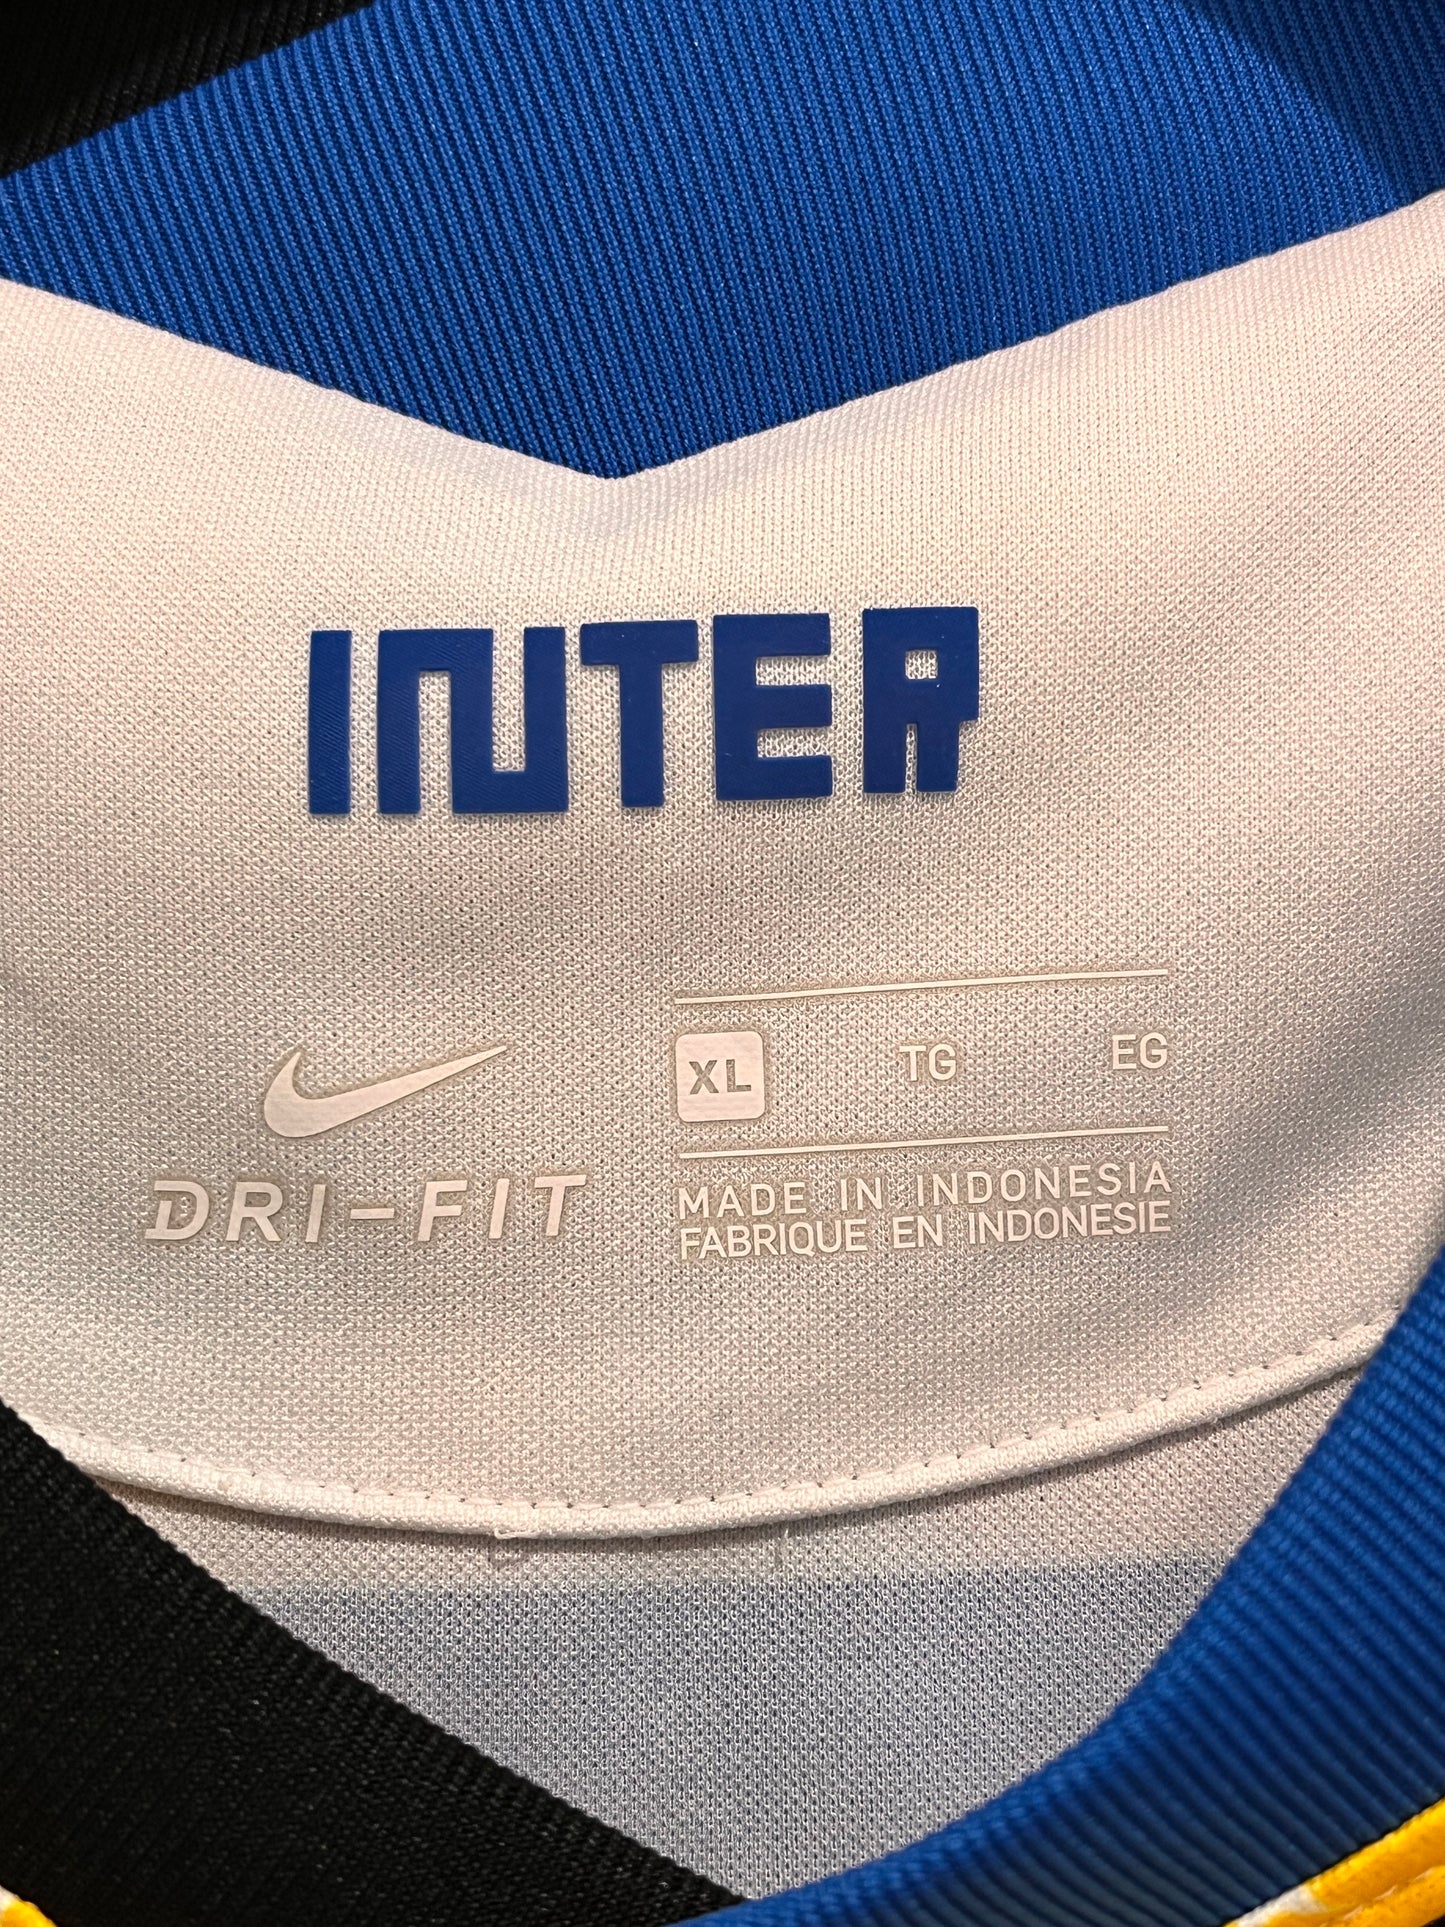 INTER
XL TG EG
DRI-FIT
MADE IN INDONESIA
FABRIQUE EN INDONESIE